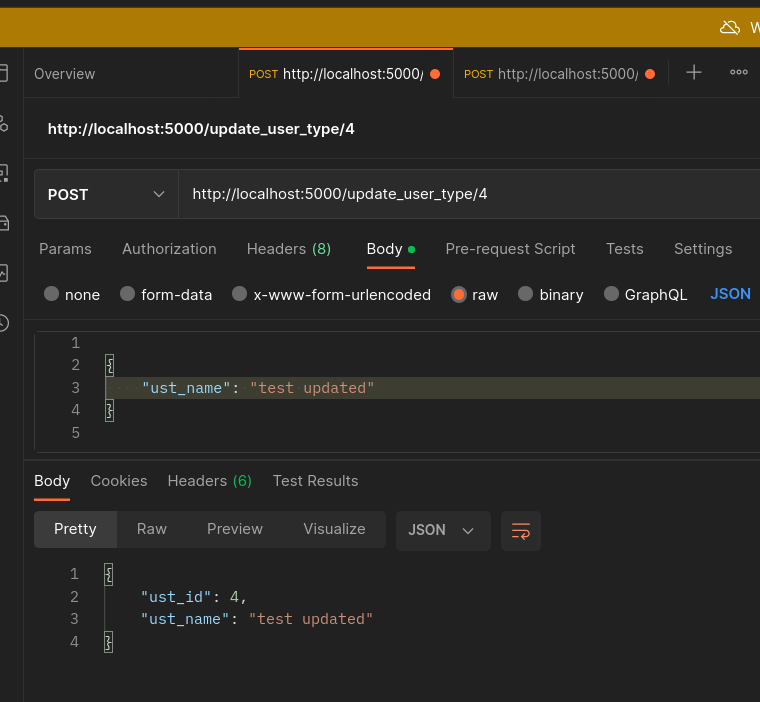 W
Overview POST http://localhost:5000/ POST http://localhost:5000/
http://localhost:5000/update_user_type/4
POST http://localhost:5000/update_user_type/4
Params Authorization Headers (8) Body Pre-request Script Tests Settings
none form-data x-www-form-urlencoded raw binary GraphQL JSON
1
2 {
3 "ust_name": "test updated"
4 }
5
Body Cookies Headers (6) Test Results
Pretty Raw Preview Visualize JSON
1 {
2 "ust_id": 4,
3 "ust_name": "test updated"
4 }